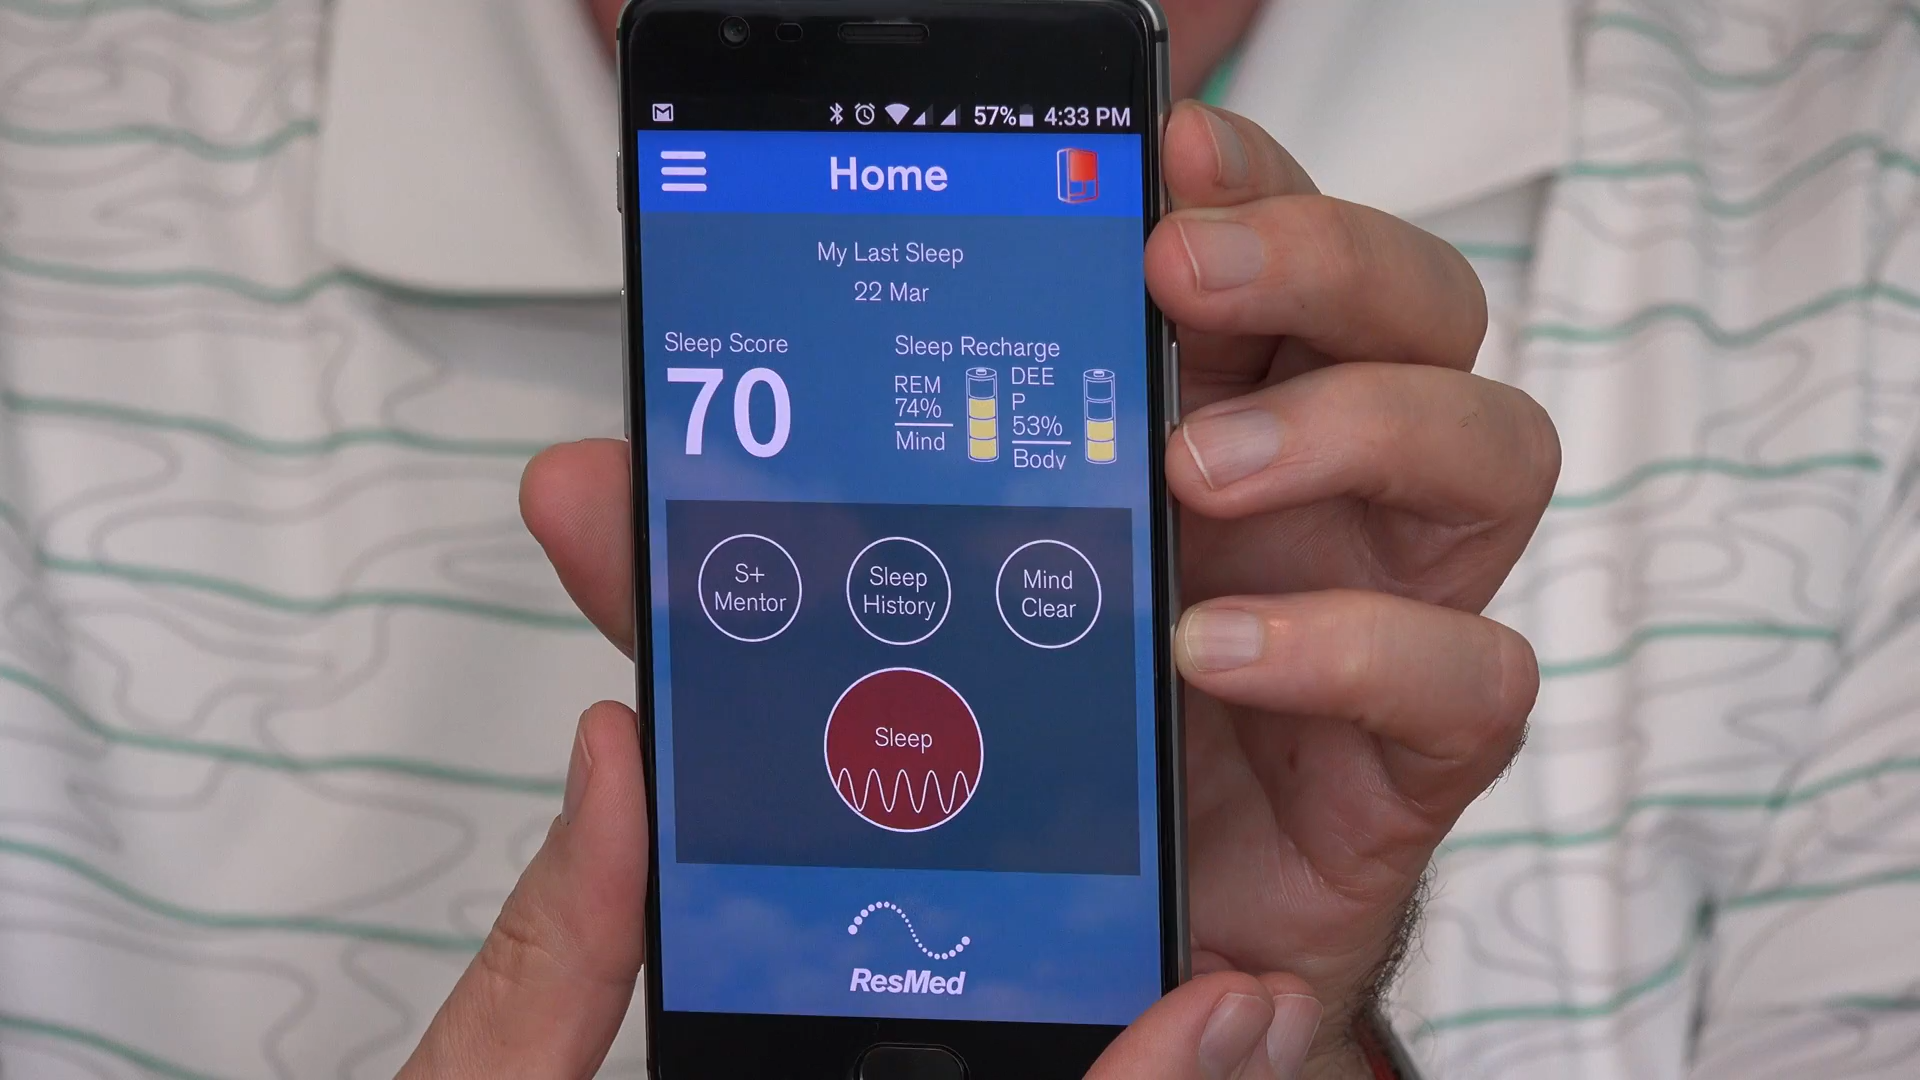 57% 4:33 PM
Home
My Last Sleep
22 Mar
Sleep Score
70
Sleep Recharge
REM
74%
Mind
DEE
P
53%
Body
S+
Mentor
Sleep
History
Mind
Clear
Sleep
ResMed